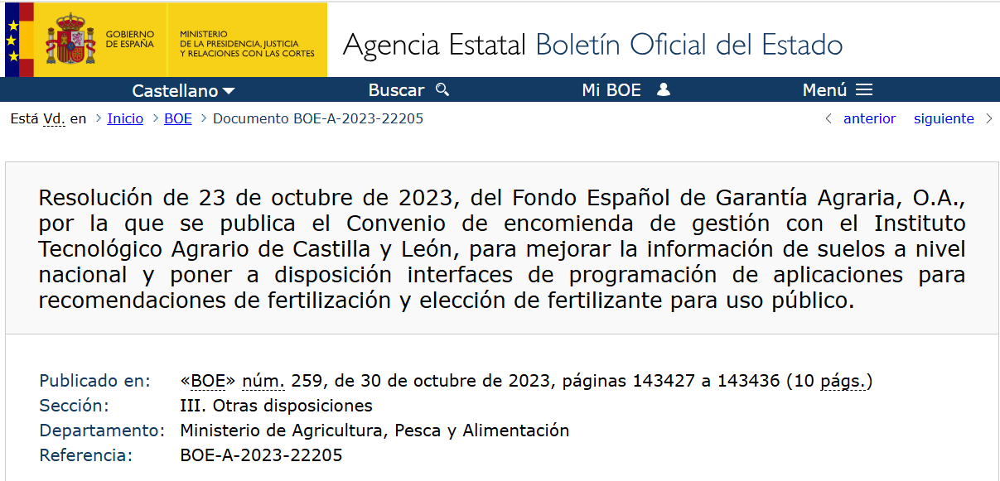 GOBIERNO
DE ESPAÑA
MINISTERIO
DE LA PRESIDENCIA, JUSTICIA
Y RELACIONES CON LAS CORTES
Agencia Estatal Boletín Oficial del Estado
Castellano
Buscar
Mi BOE
Menú
Está Vd. en > Inicio > BOE > Documento BOE-A-2023-22205
< anterior siguiente >
Resolución de 23 de octubre de 2023, del Fondo Español de Garantía Agraria, O.A.,
por la que se publica el Convenio de encomienda de gestión con el Instituto
Tecnológico Agrario de Castilla y León, para mejorar la información de suelos a nivel
nacional y poner a disposición interfaces de programación de aplicaciones para
recomendaciones de fertilización y elección de fertilizante para uso público.
Publicado en: «BOE» núm. 259, de 30 de octubre de 2023, páginas 143427 a 143436 (10 págs.)
Sección: III. Otras disposiciones
Departamento: Ministerio de Agricultura, Pesca y Alimentación
Referencia: BOE-A-2023-22205